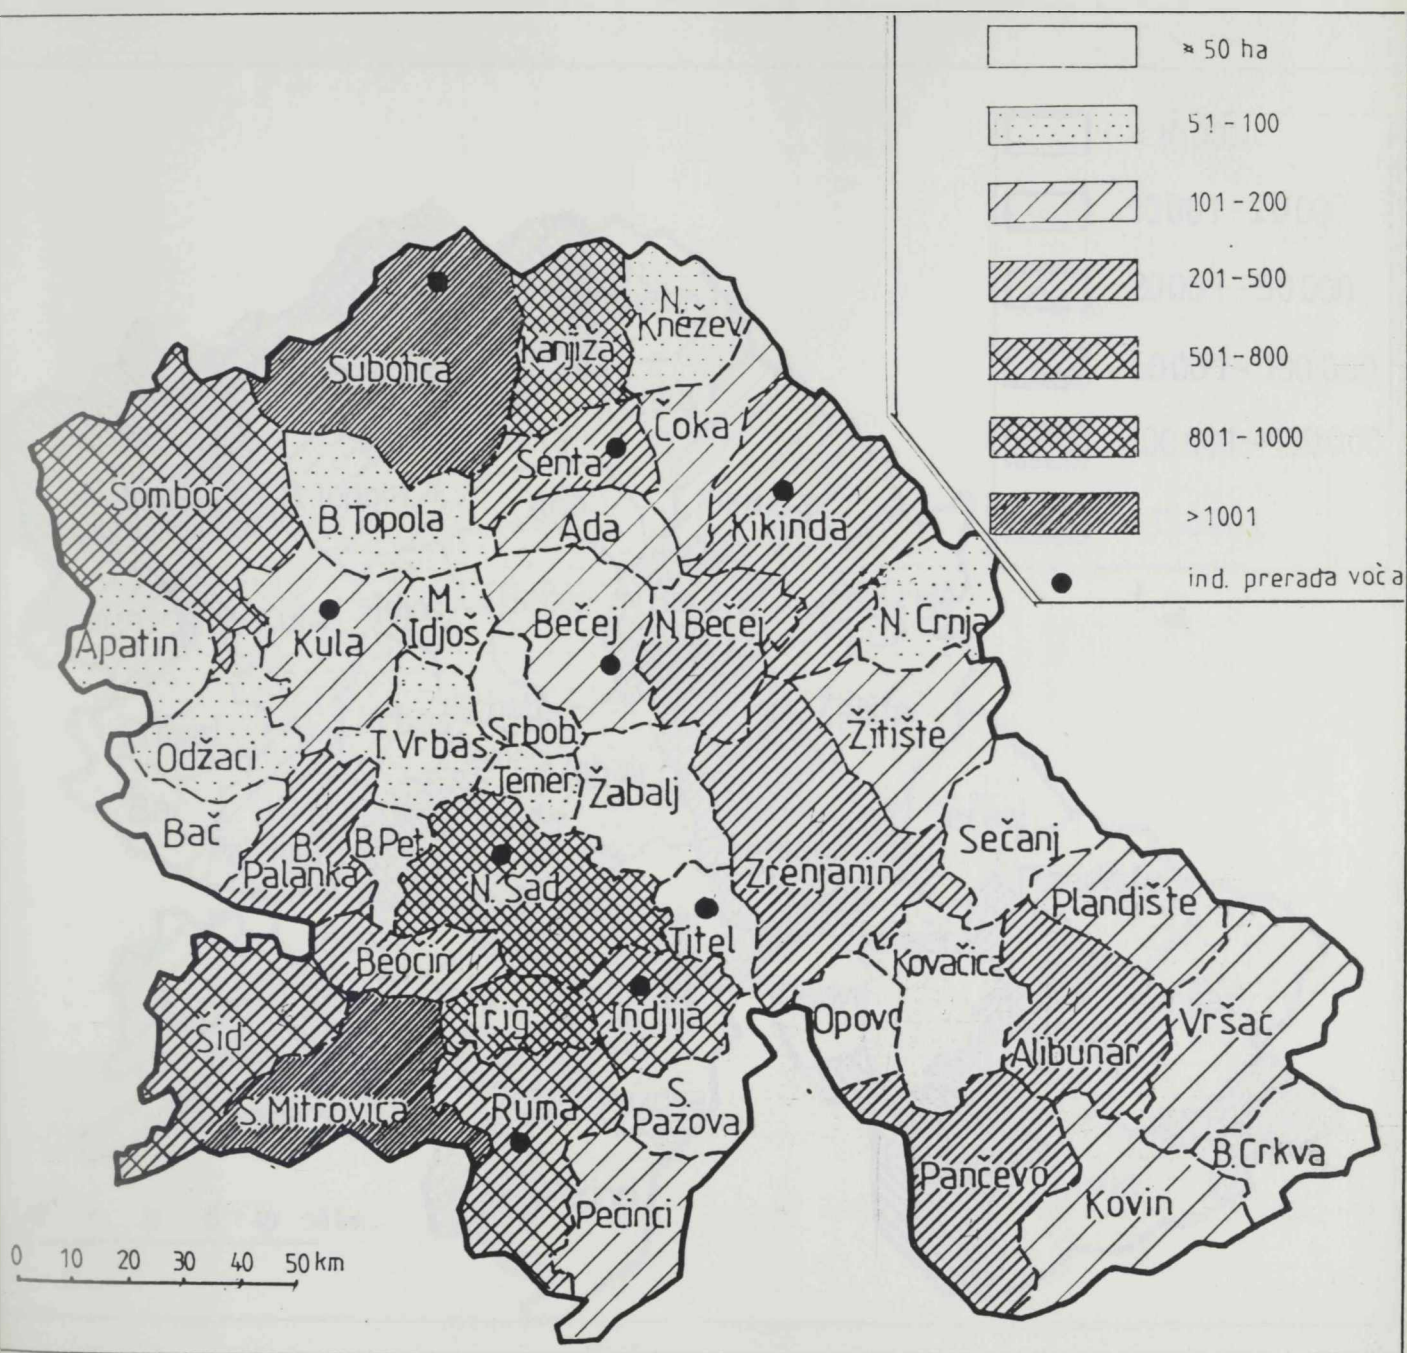 ¤ 50 ha
51-100
101-200
201-500
501-800
801-1000
>1001
ind. prerada voća
N.
Knežev
Kanjiža
Subotica
Čoka
Senta
Sombor
B. Topola
Ada
Kikinda
M.
Idjoš
Bečej
N. Bečej
N. Crnja
Apatin
Kula
Srbob.
Žitište
Odžaci
T. Vrbas
Temer.
Žabalj
Bač
B. Pet.
Sečanj
B.
Palanka
N. Sad
Zrenjanin
Plandište
Titel
Beočin
Kovačica
Irig
Indjija
Opovo
Vršac
Šid
Alibunar
S. Mitrovica
Ruma
S.
Pazova
B. Crkva
Pančevo
Kovin
Pećinci
0 10 20 30 40 50 km